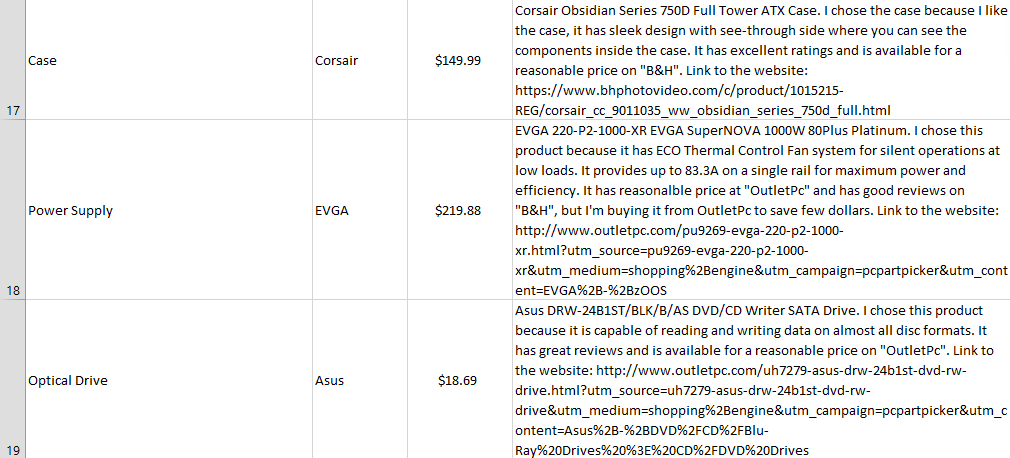 Corsair Obsidian Series 750D Full Tower ATX Case. I chose the case because I like
the case, it has sleek design with see-through side where you can see the
Case Corsair $149.99 components inside the case. It has excellent ratings and is available for a
reasonable price on "B&H". Link to the website:
https://www.bhphotovideo.com/c/product/1015215-
17 REG/corsair_cc_9011035_ww_obsidian_series_750d_full.html
EVGA 220-P2-1000-XR EVGA SuperNOVA 1000W 80Plus Platinum. I chose this
product because it has ECO Thermal Control Fan system for silent operations at
low loads. It provides up to 83.3A on a single rail for maximum power and
efficiency. It has reasonalble price at "OutletPc" and has good reviews on
Power Supply EVGA $219.88 "B&H", but I'm buying it from OutletPc to save few dollars. Link to the website:
http://www.outletpc.com/pu9269-evga-220-p2-1000-
xr.html?utm_source=pu9269-evga-220-p2-1000-
xr&utm_medium=shopping%2Bengine&utm_campaign=pcpartpicker&utm_cont
18 ent=EVGA%2B-%2BzOOS
Asus DRW-24B1ST/BLK/B/AS DVD/CD Writer SATA Drive. I chose this product
because it is capable of reading and writing data on almost all disc formats. It
has great reviews and is available for a reasonable price on "OutletPc". Link to
Optical Drive Asus $18.69 the website: http://www.outletpc.com/uh7279-asus-drw-24b1st-dvd-rw-
drive.html?utm_source=uh7279-asus-drw-24b1st-dvd-rw-
drive&utm_medium=shopping%2Bengine&utm_campaign=pcpartpicker&utm_c
ontent=Asus%2B-%2BDVD%2FCD%2FBlu-
19 Ray%20Drives%20%3E%20CD%2FDVD%20Drives